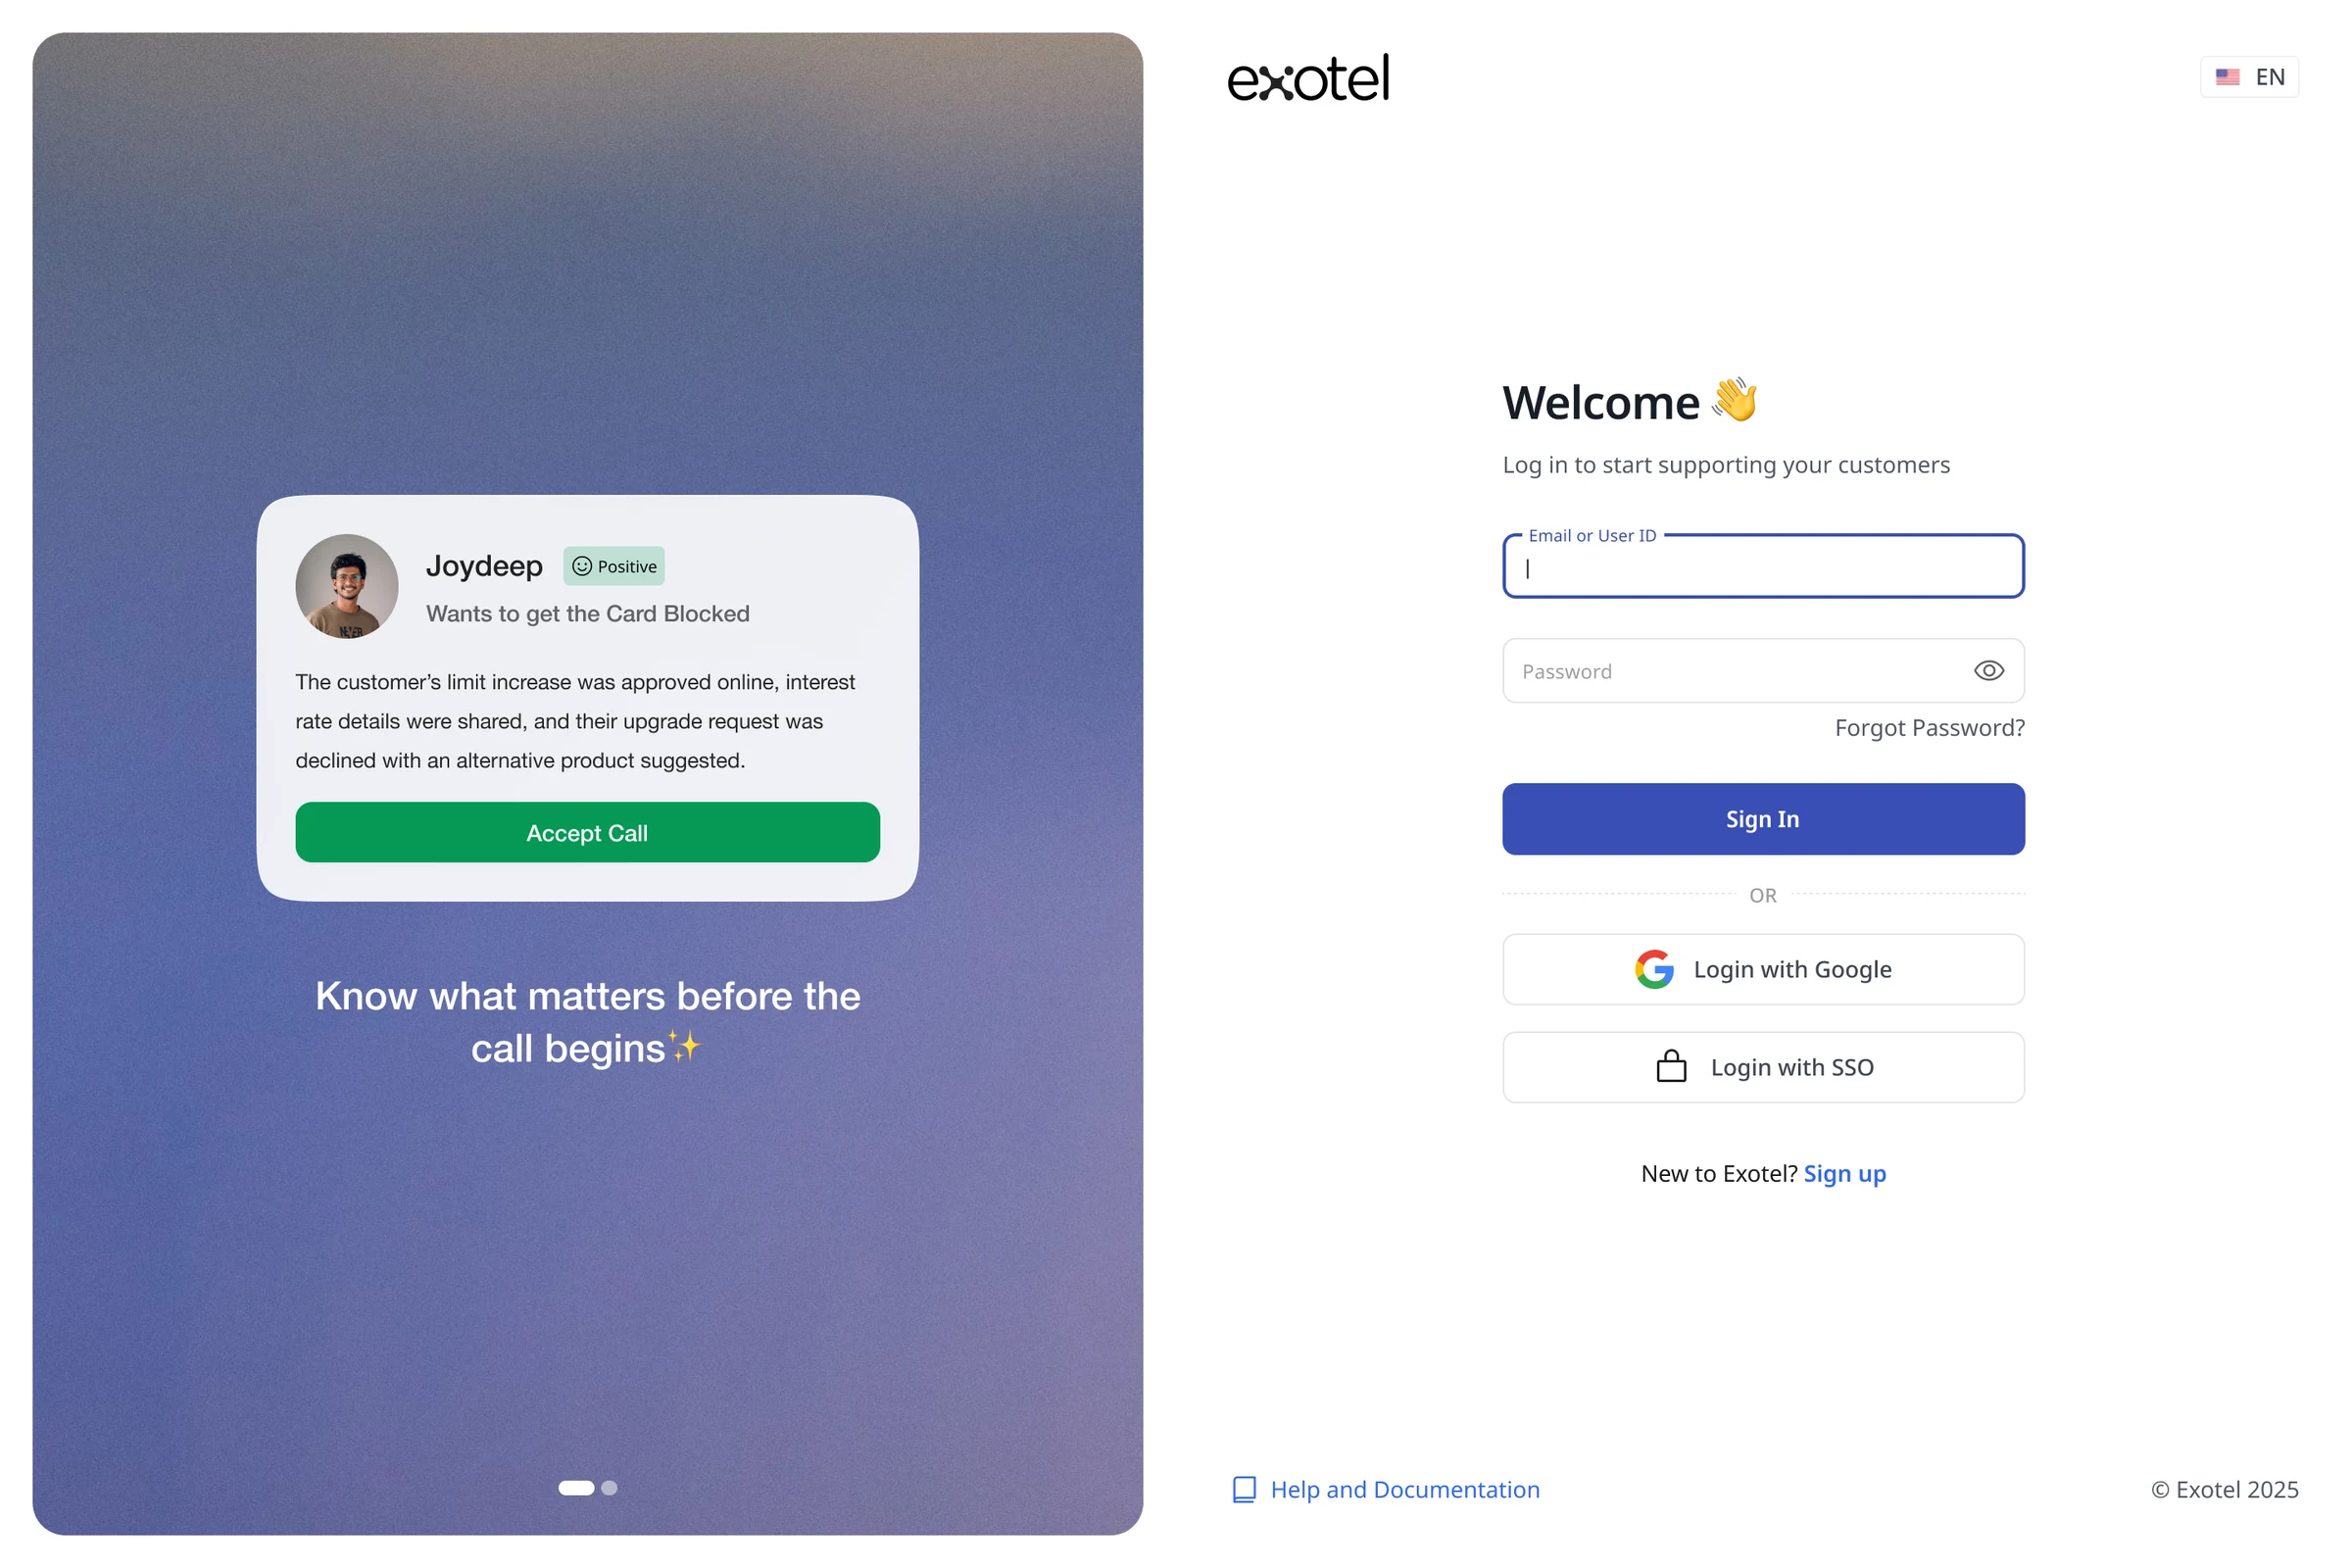 Joydeep
Positive
Wants to get the Card Blocked
The customer’s limit increase was approved online, interest
rate details were shared, and their upgrade request was
declined with an alternative product suggested.
Accept Call
Know what matters before the
call begins✨
exotel
EN
Welcome 👋
Log in to start supporting your customers
Email or User ID
Password
Forgot Password?
Sign In
OR
Login with Google
Login with SSO
New to Exotel? Sign up
Help and Documentation
© Exotel 2025